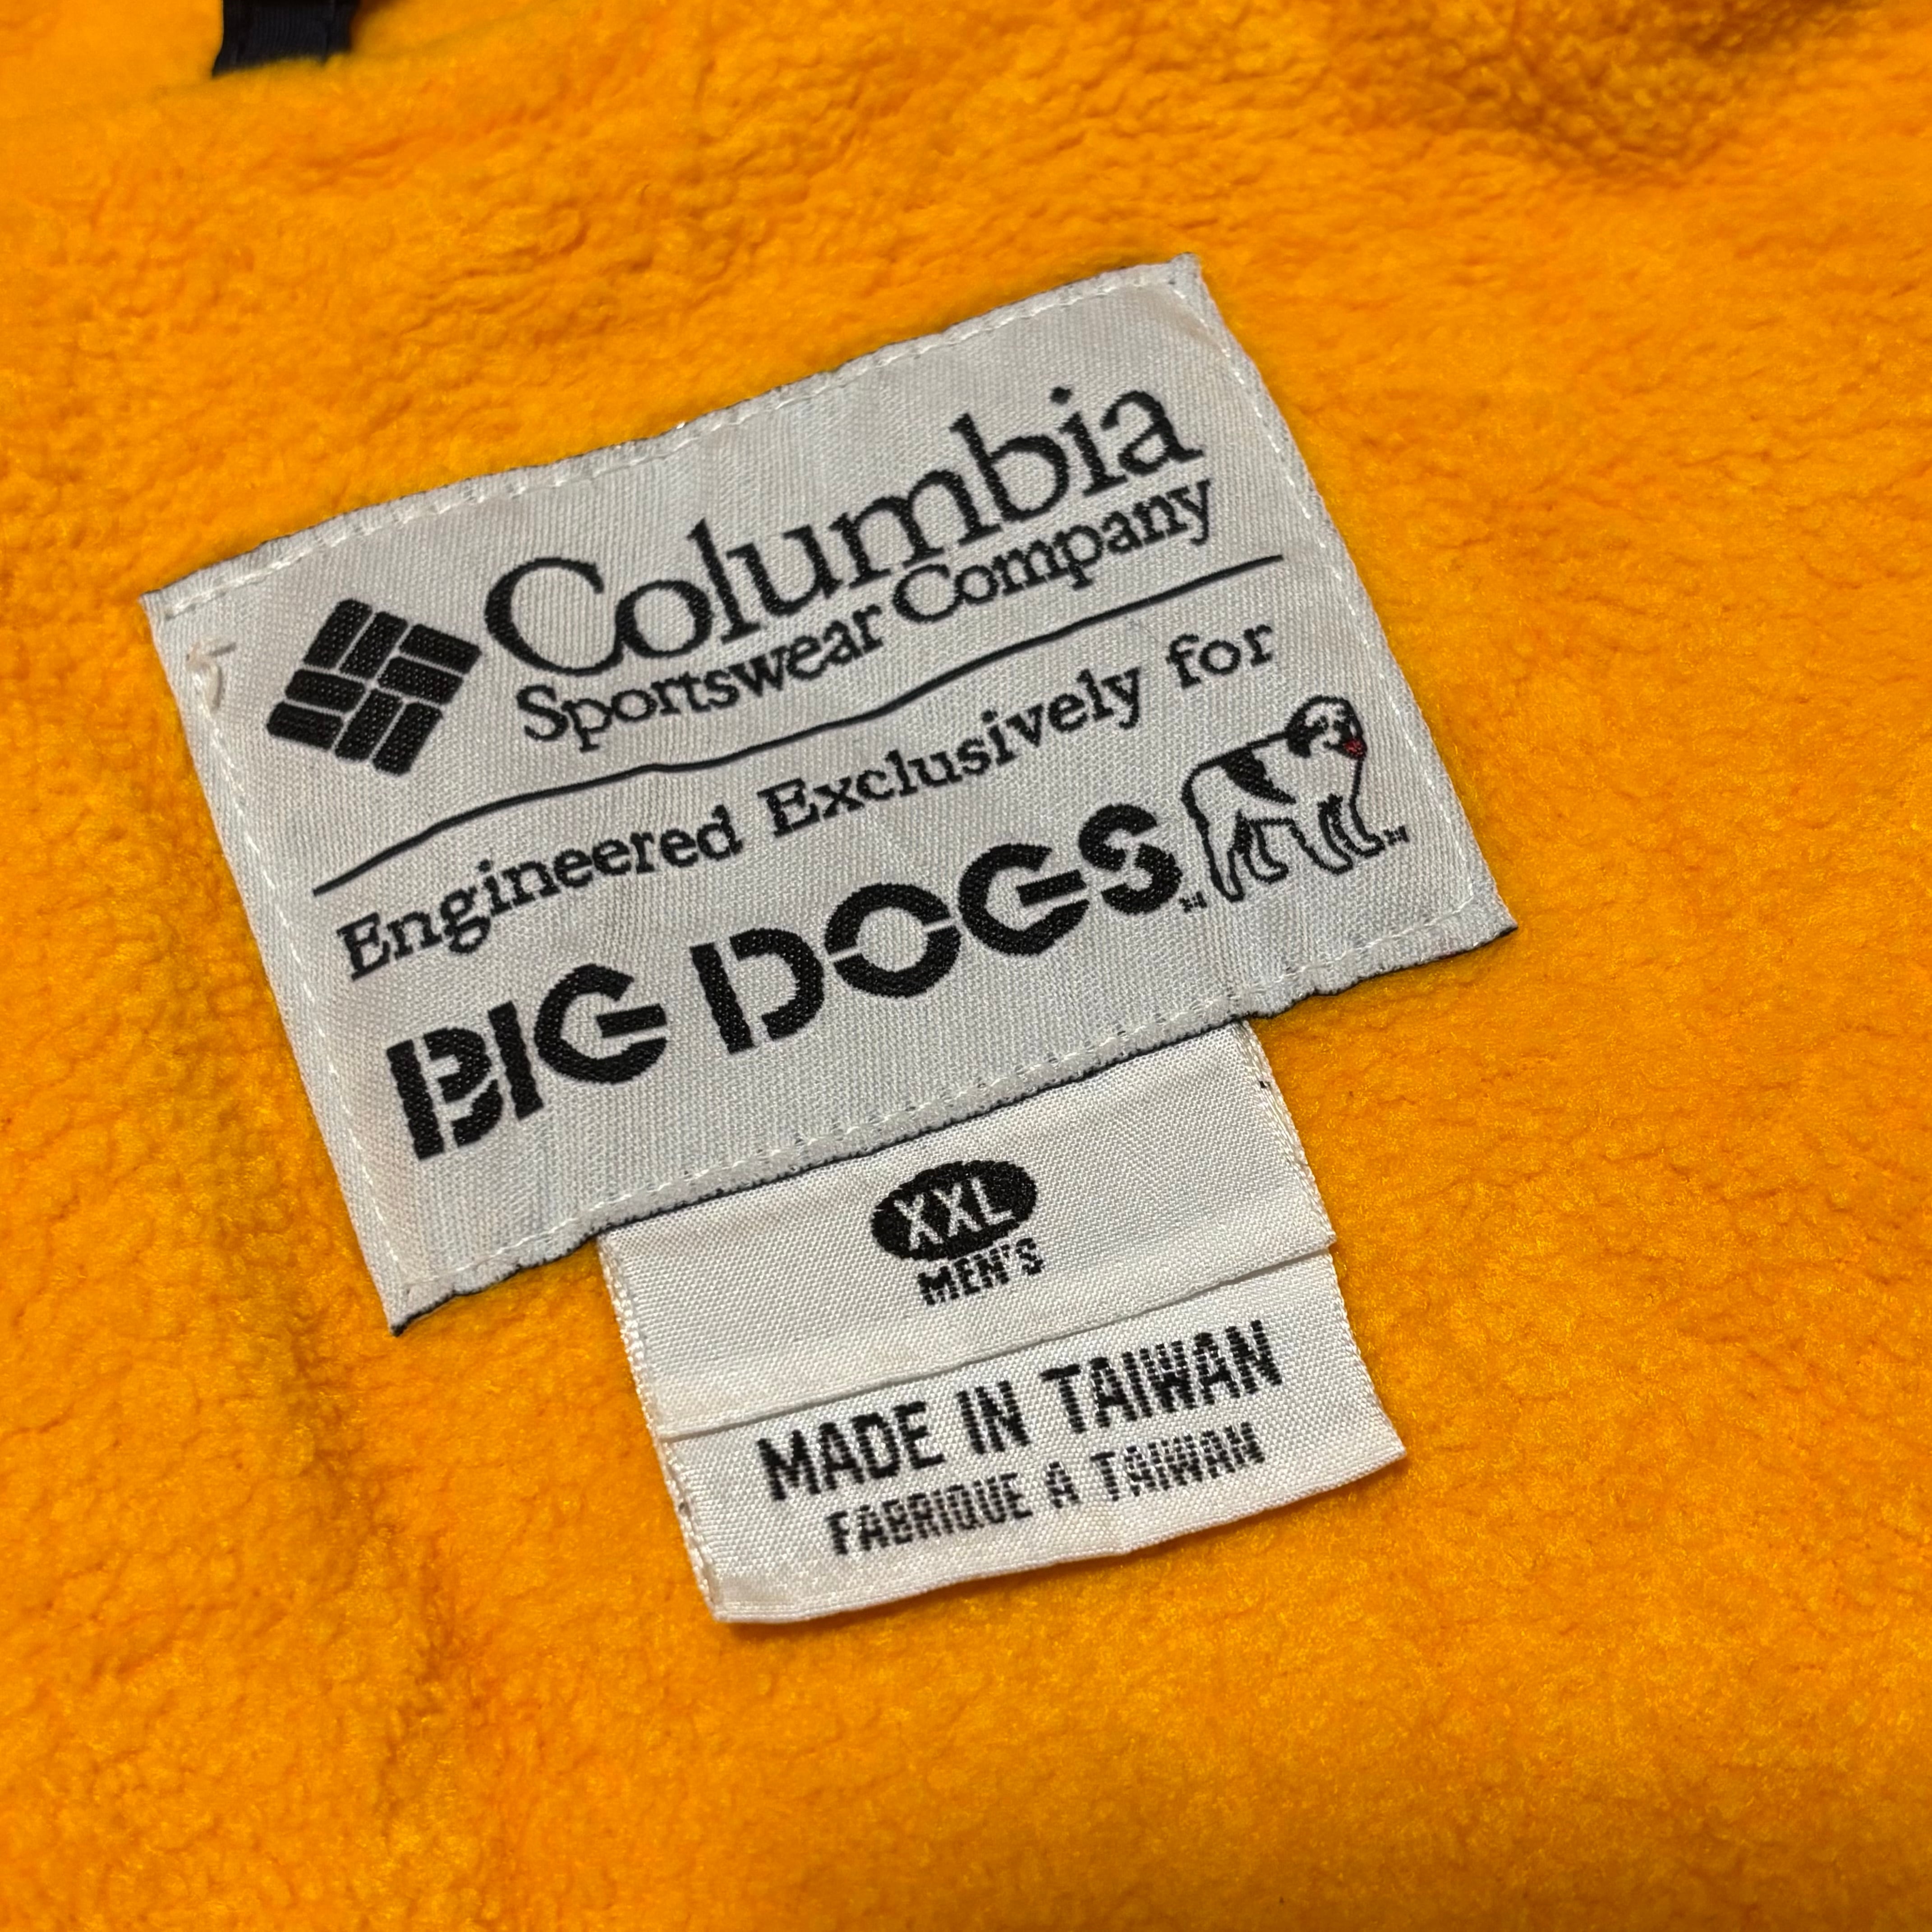 Columbia
Sportswear Company
Engineered Exclusively for
BIG DOGS
XXL
MEN'S
MADE IN TAIWAN
FABRIQUE A TAIWAN